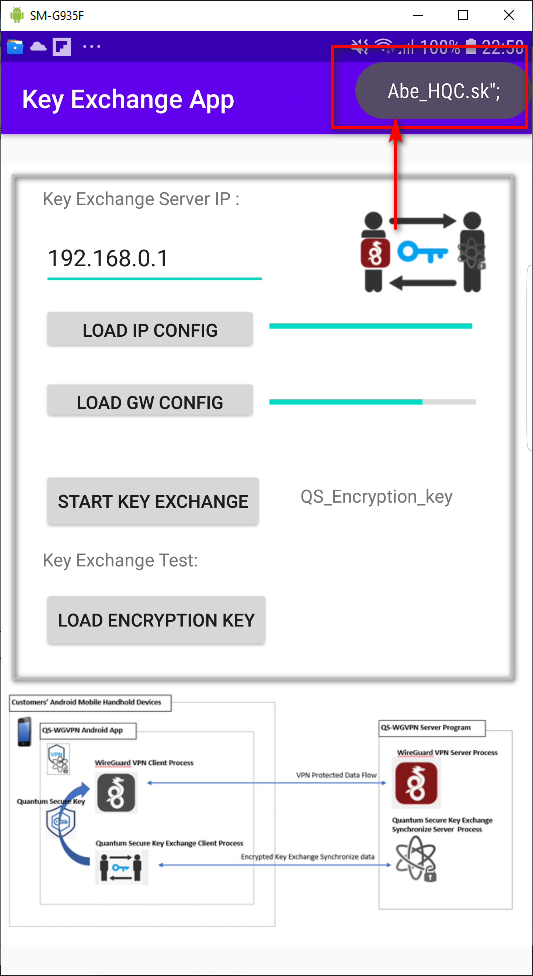 SM-G935F
100% 22:50
Key Exchange App
Abe_HQC.sk";
Key Exchange Server IP :
192.168.0.1
LOAD IP CONFIG
LOAD GW CONFIG
START KEY EXCHANGE
QS_Encryption_key
Key Exchange Test:
LOAD ENCRYPTION KEY
Customers' Android Mobile Handhold Devices
QS-WGVPN Android App
VPN
WireGuard VPN Client Process
Quantum Secure Key
Quantum Secure Key Exchange Client Process
VPN Protected Data Flow
Encrypted Key Exchange Synchronize data
QS-WGVPN Server Program
WireGuard VPN Server Process
Quantum Secure Key Exchange
Synchronize Server Process